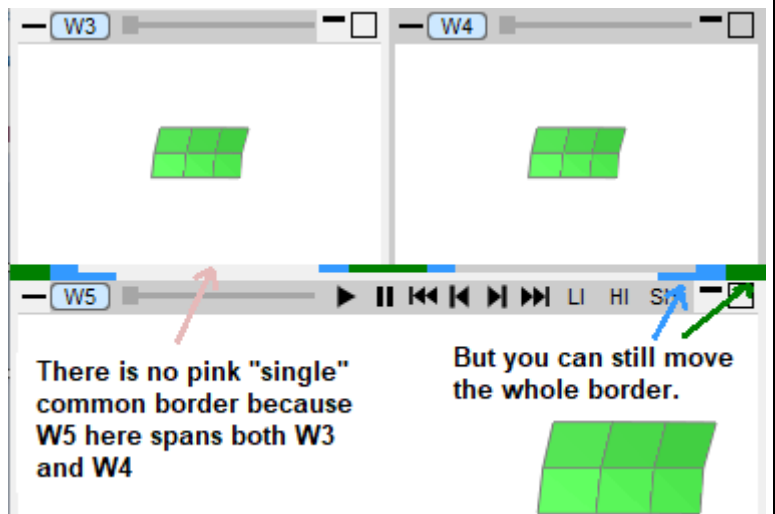 W3
W4
W5 LI HI
There is no pink "single"
common border because
W5 here spans both W3
and W4
But you can still move
the whole border.